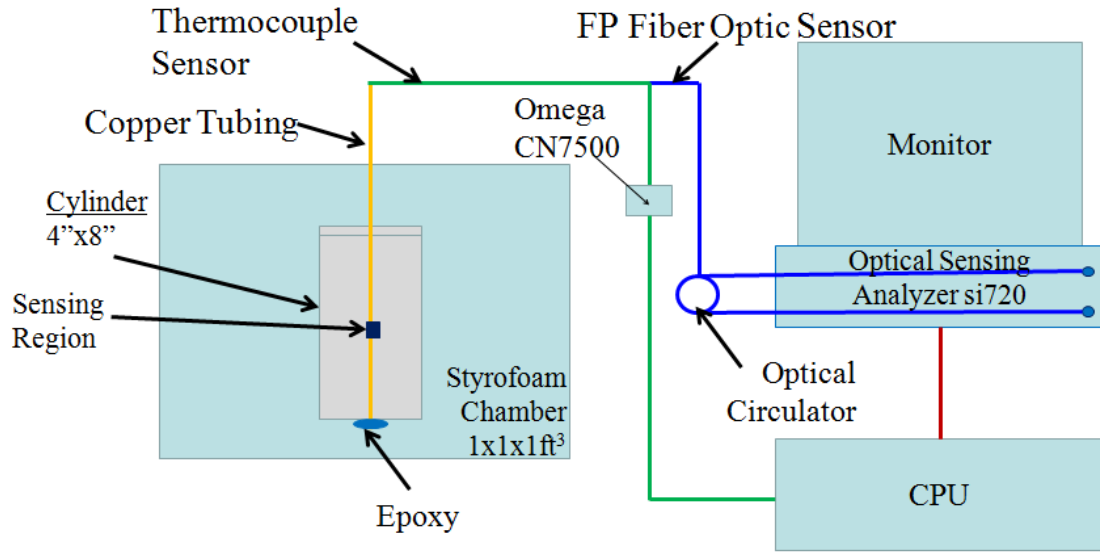 Thermocouple
Sensor
FP Fiber Optic Sensor
Copper Tubing
Omega
CN7500
Monitor
Cylinder
4”x8”
Sensing
Region
Optical Sensing
Analyzer si720
Styrofoam
Chamber
1x1x1ft³
Optical
Circulator
Epoxy
CPU